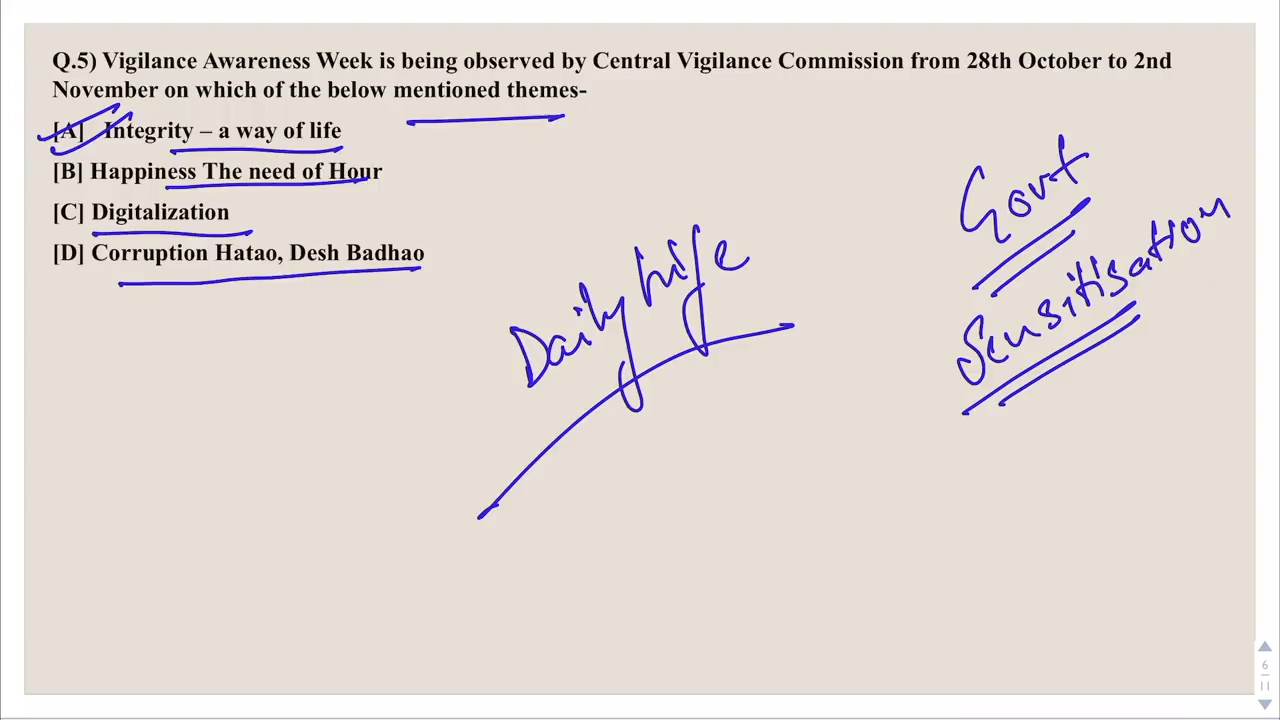 Q.5) Vigilance Awareness Week is being observed by Central Vigilance Commission from 28th October to 2nd
November on which of the below mentioned themes-
[A] Integrity – a way of life
[B] Happiness The need of Hour
[C] Digitalization
[D] Corruption Hatao, Desh Badhao
Govt
Sensitisation
Daily life
6
11